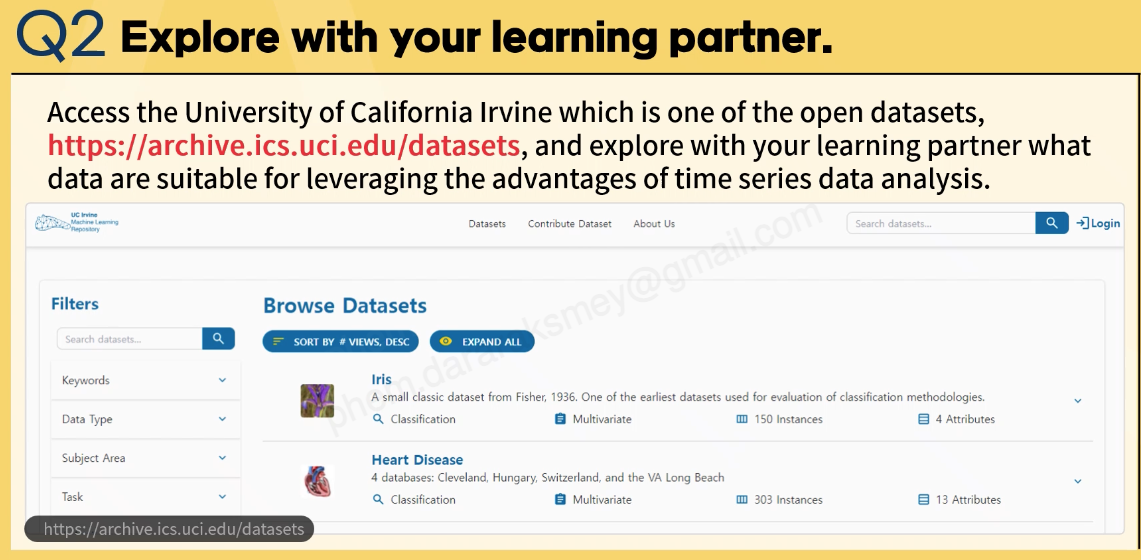 Q2 Explore with your learning partner.
Access the University of California Irvine which is one of the open datasets,
https://archive.ics.uci.edu/datasets, and explore with your learning partner what
data are suitable for leveraging the advantages of time series data analysis.
UC Irvine
Machine Learning
Repository
Datasets
Contribute Dataset
About Us
Search datasets...
Login
Filters
Search datasets...
Keywords
Data Type
Subject Area
Task
Browse Datasets
SORT BY # VIEWS, DESC
EXPAND ALL
Iris
A small classic dataset from Fisher, 1936. One of the earliest datasets used for evaluation of classification methodologies.
Classification
Multivariate
150 Instances
4 Attributes
Heart Disease
4 databases: Cleveland, Hungary, Switzerland, and the VA Long Beach
Classification
Multivariate
303 Instances
13 Attributes
https://archive.ics.uci.edu/datasets